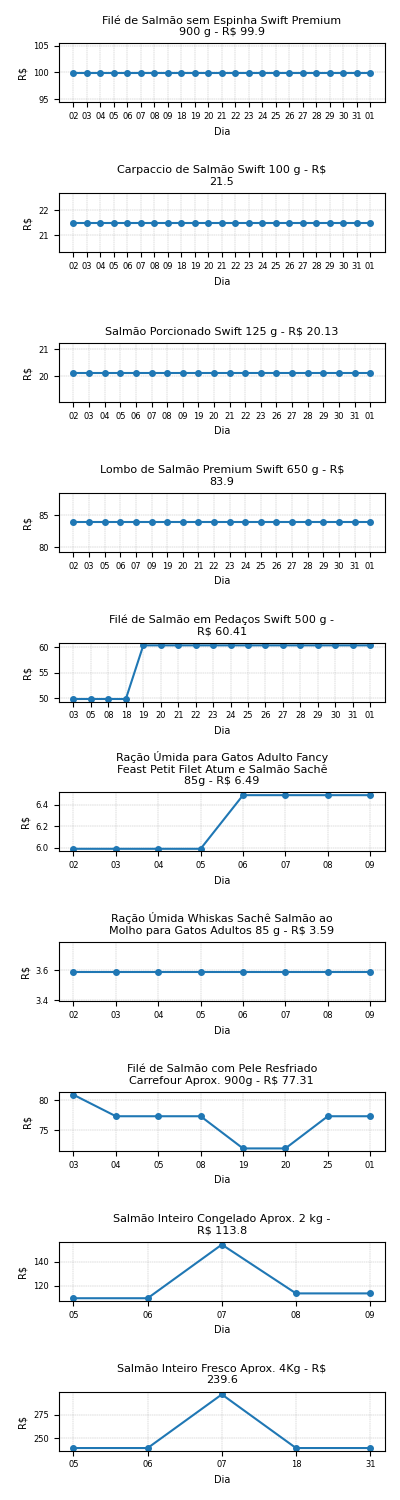 Filé de Salmão sem Espinha Swift Premium
900 g - R$ 99.9
105
100
95
R$
02 03 04 05 06 07 08 09 18 19 20 21 22 23 24 25 26 27 28 29 30 31 01
Dia
Carpaccio de Salmão Swift 100 g - R$
21.5
22
21
R$
02 03 04 05 06 07 08 09 18 19 20 21 22 23 24 25 26 27 28 29 30 31 01
Dia
Salmão Porcionado Swift 125 g - R$ 20.13
21
20
R$
02 03 04 05 06 07 08 09 19 20 21 22 23 26 27 28 29 30 31 01
Dia
Lombo de Salmão Premium Swift 650 g - R$
83.9
85
80
R$
02 03 04 05 06 07 09 19 20 21 22 23 24 25 26 27 28 29 30 31 01
Dia
Filé de Salmão em Pedaços Swift 500 g -
R$ 60.41
60
55
50
R$
03 05 08 18 19 20 21 22 23 24 25 26 27 28 29 30 31 01
Dia
Ração Úmida para Gatos Adulto Fancy
Feast Petit Filet Atum e Salmão Sachê
85g - R$ 6.49
6.4
6.2
6.0
R$
02 03 04 05 06 07 08 09
Dia
Ração Úmida Whiskas Sachê Salmão ao
Molho para Gatos Adultos 85 g - R$ 3.59
3.6
3.4
R$
02 03 04 05 06 07 08 09
Dia
Filé de Salmão com Pele Resfriado
Carrefour Aprox. 900g - R$ 77.31
80
75
R$
03 04 05 08 19 20 25 01
Dia
Salmão Inteiro Congelado Aprox. 2 kg -
R$ 113.8
140
120
R$
05 06 07 08 09
Dia
Salmão Inteiro Fresco Aprox. 4Kg - R$
239.6
275
250
R$
05 06 07 18 31
Dia